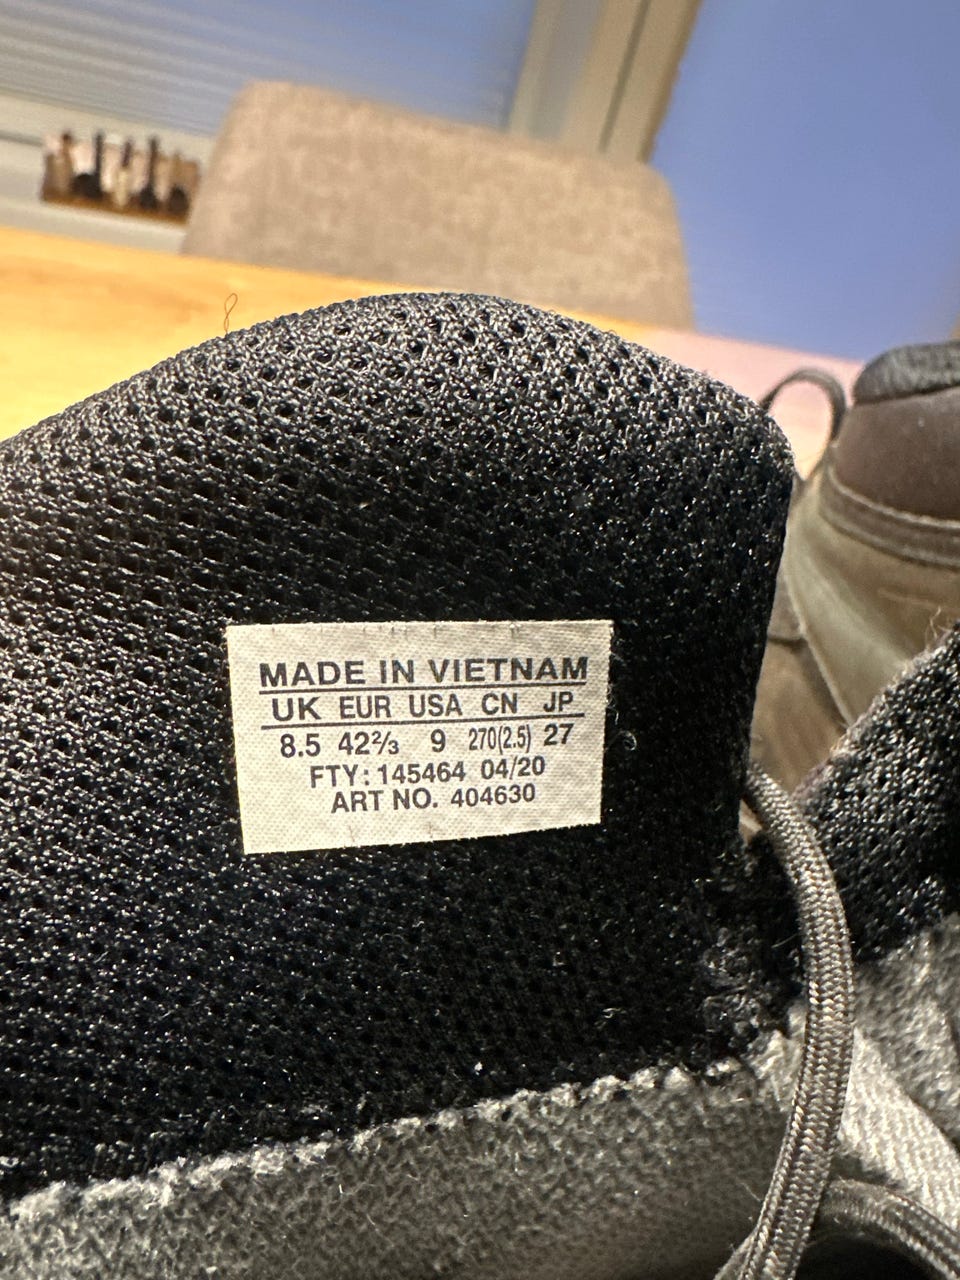 MADE IN VIETNAM
UK EUR USA CN JP
8.5 42⅔ 9 270(2.5) 27
FTY: 145464 04/20
ART NO. 404630